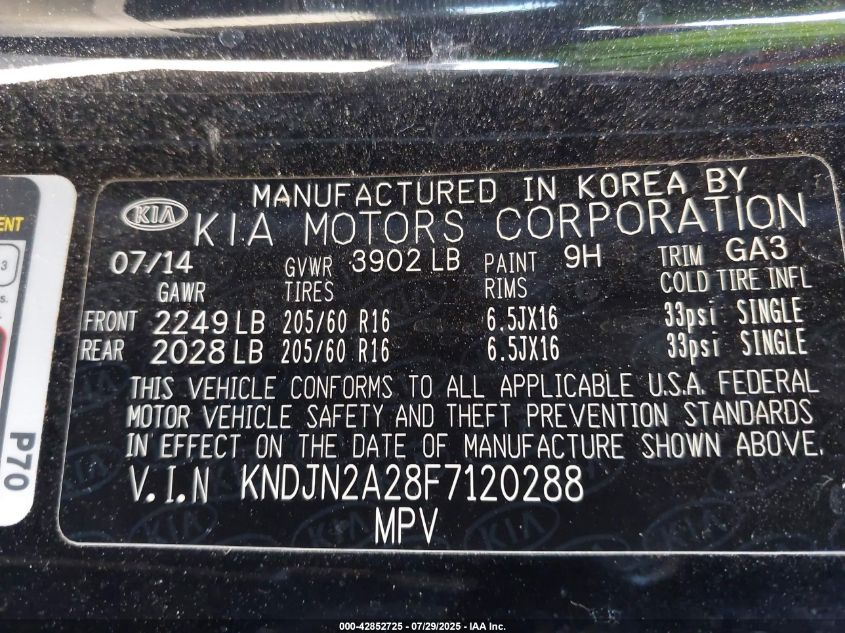 MANUFACTURED IN KOREA BY
KIA KIA MOTORS CORPORATION
07/14 GVWR 3902 LB PAINT 9H TRIM GA3
GAWR TIRES RIMS COLD TIRE INFL
FRONT 2249 LB 205/60 R16 6.5JX16 33psi SINGLE
REAR 2028 LB 205/60 R16 6.5JX16 33psi SINGLE
THIS VEHICLE CONFORMS TO ALL APPLICABLE U.S.A. FEDERAL
MOTOR VEHICLE SAFETY AND THEFT PREVENTION STANDARDS
IN EFFECT ON THE DATE OF MANUFACTURE SHOWN ABOVE.
V.I.N KNDJN2A28F7120288
MPV
P70
000-42852725 - 07/29/2025 - IAA Inc.